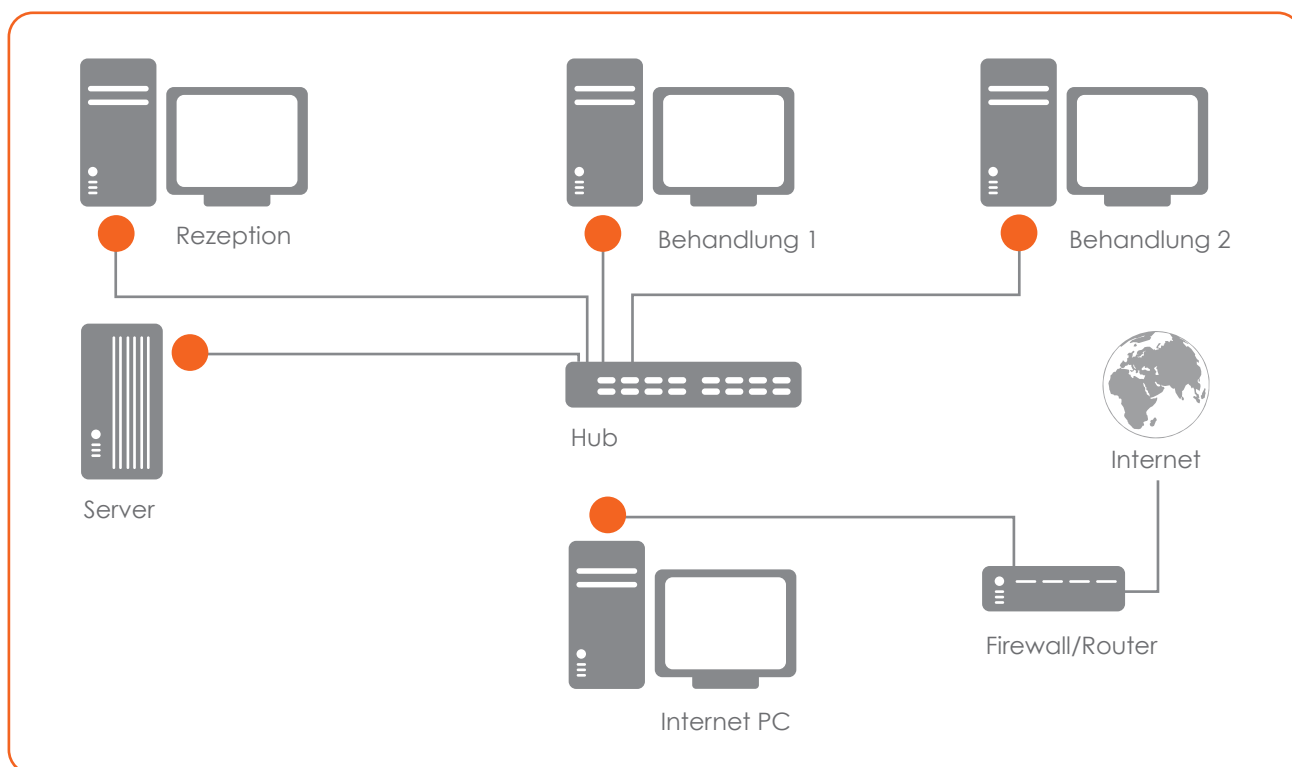 Rezeption
Behandlung 1
Behandlung 2
Hub
Internet
Server
Firewall/Router
Internet PC